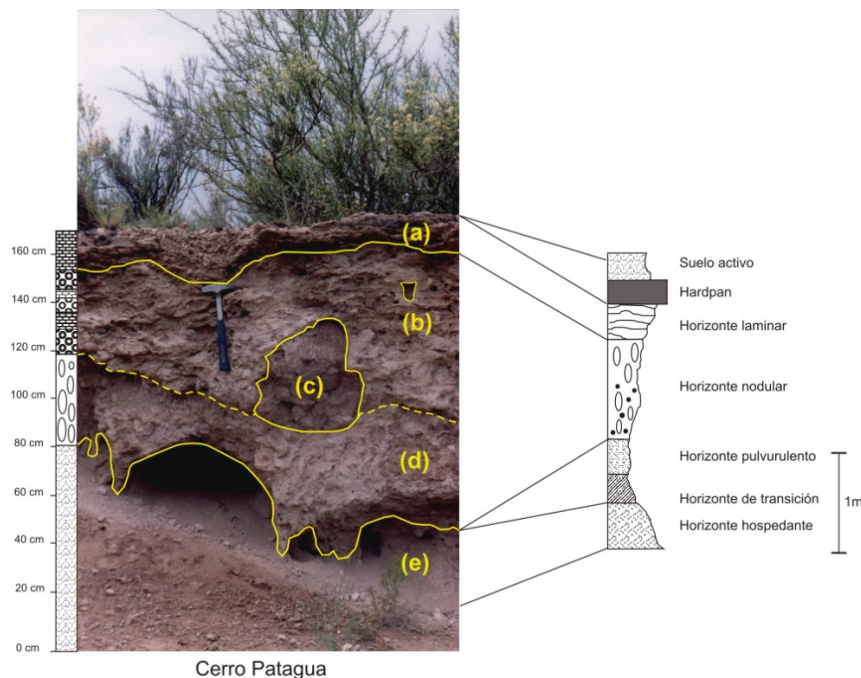 160 cm
140 cm
120 cm
100 cm
80 cm
60 cm
40 cm
20 cm
0 cm
(a)
(b)
(c)
(d)
(e)
Cerro Patagua
Suelo activo
Hardpan
Horizonte laminar
Horizonte nodular
Horizonte pulvurulento
Horizonte de transición
Horizonte hospedante
1m